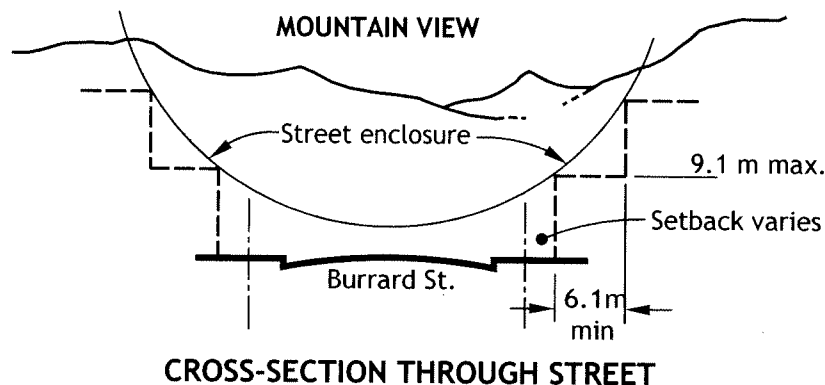 MOUNTAIN VIEW
Street enclosure
9.1 m max.
Setback varies
Burrard St.
6.1m
min
CROSS-SECTION THROUGH STREET